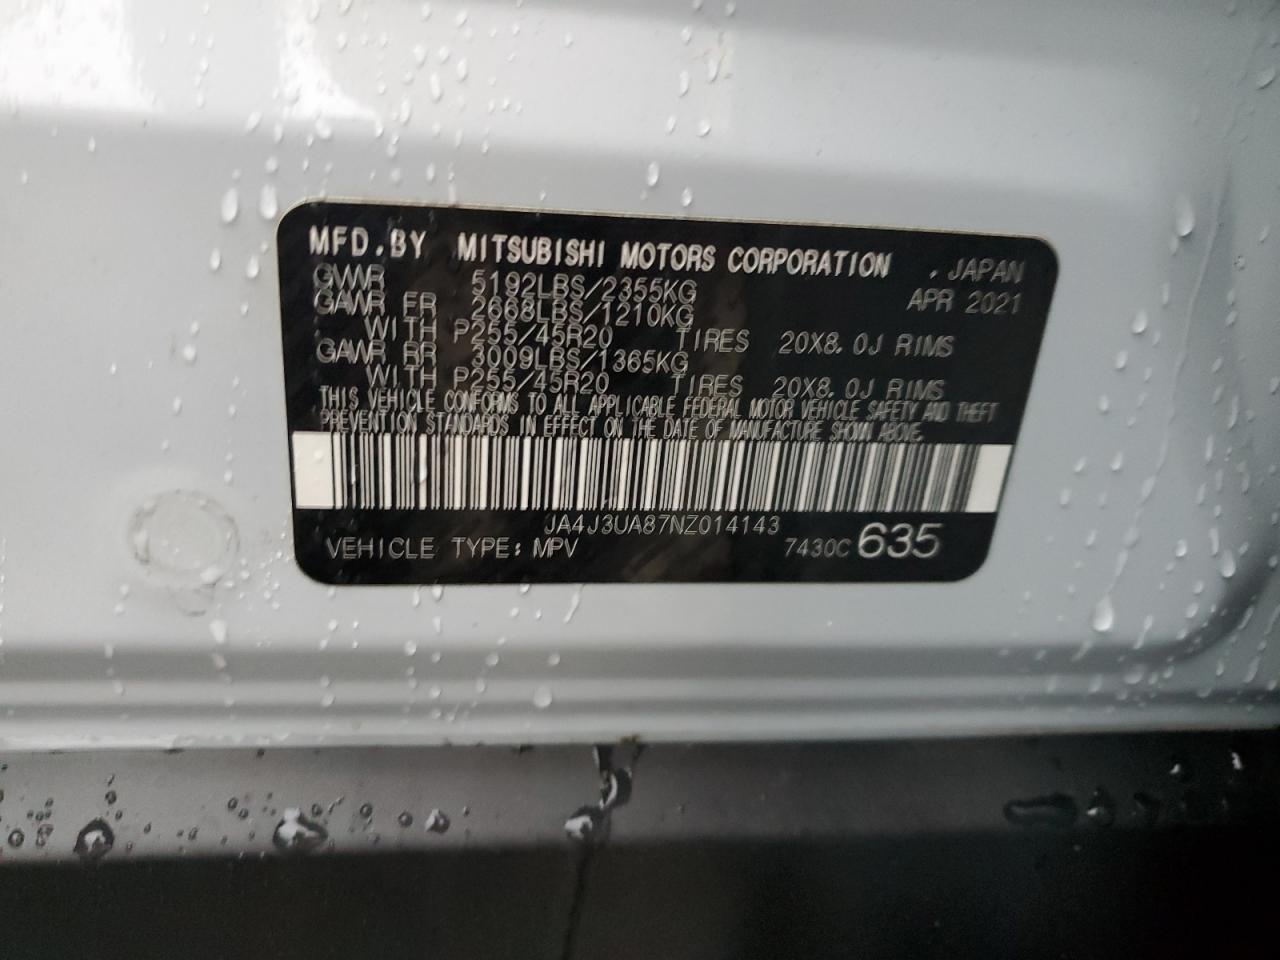 MFD. BY MITSUBISHI MOTORS CORPORATION , JAPAN
GVWR 5192LBS/2355KG APR 2021
GAWR FR 2668LBS/1210KG
WITH P255/45R20 TIRES 20X8.0J RIMS
GAWR RR 3009LBS/1365KG
WITH P255/45R20 TIRES 20X8.0J RIMS
THIS VEHICLE CONFORMS TO ALL APPLICABLE FEDERAL MOTOR VEHICLE SAFETY AND THEFT
PREVENTION STANDARDS IN EFFECT ON THE DATE OF MANUFACTURE SHOWN ABOVE.
JA4J3UA87NZ014143
VEHICLE TYPE: MPV 7430C 635